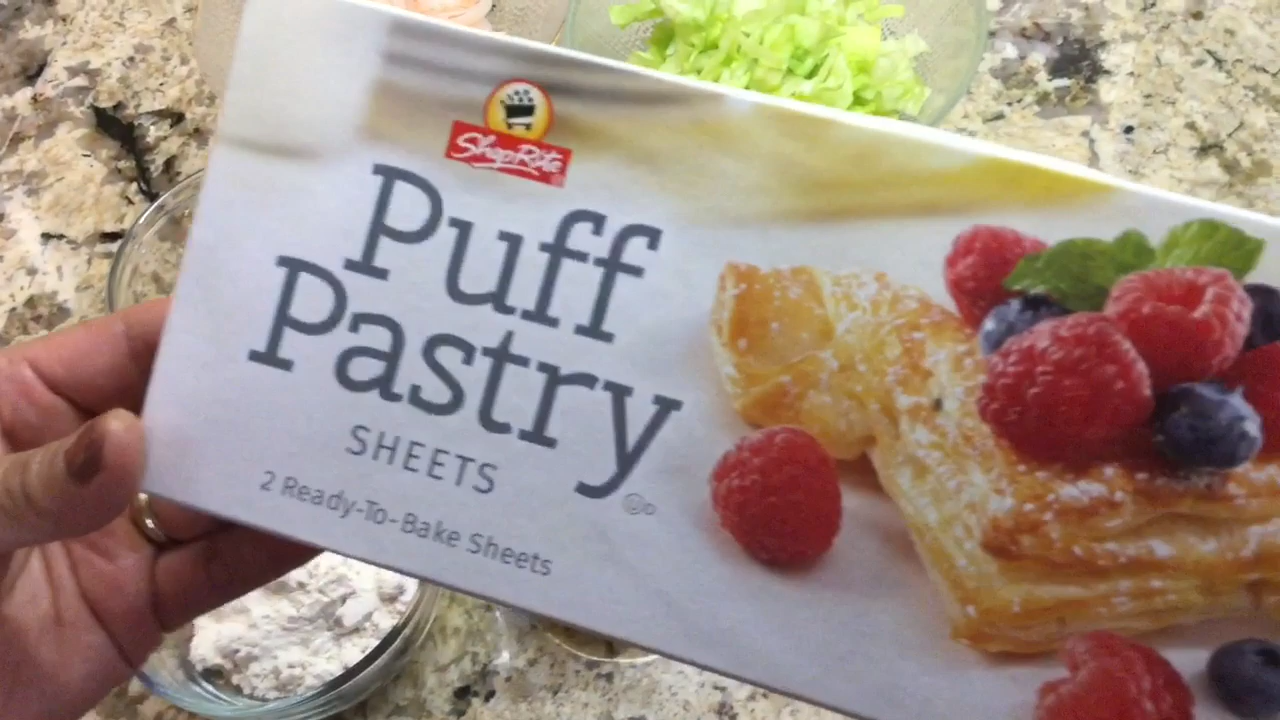 ShopRite
Puff
Pastry
SHEETS
2 Ready-To-Bake Sheets